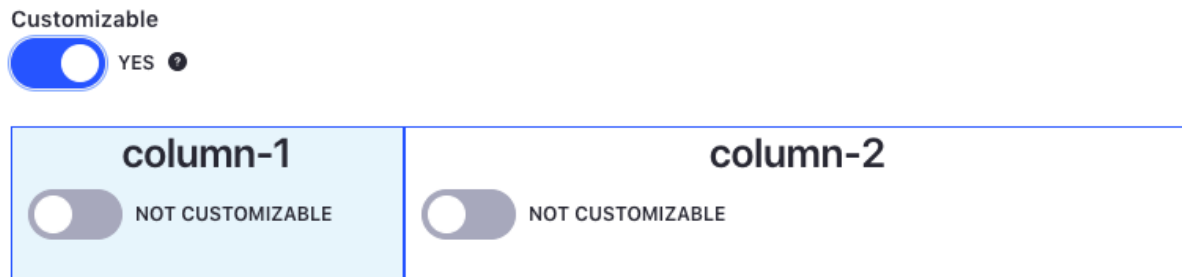 Customizable
YES ?
column-1 column-2
NOT CUSTOMIZABLE NOT CUSTOMIZABLE